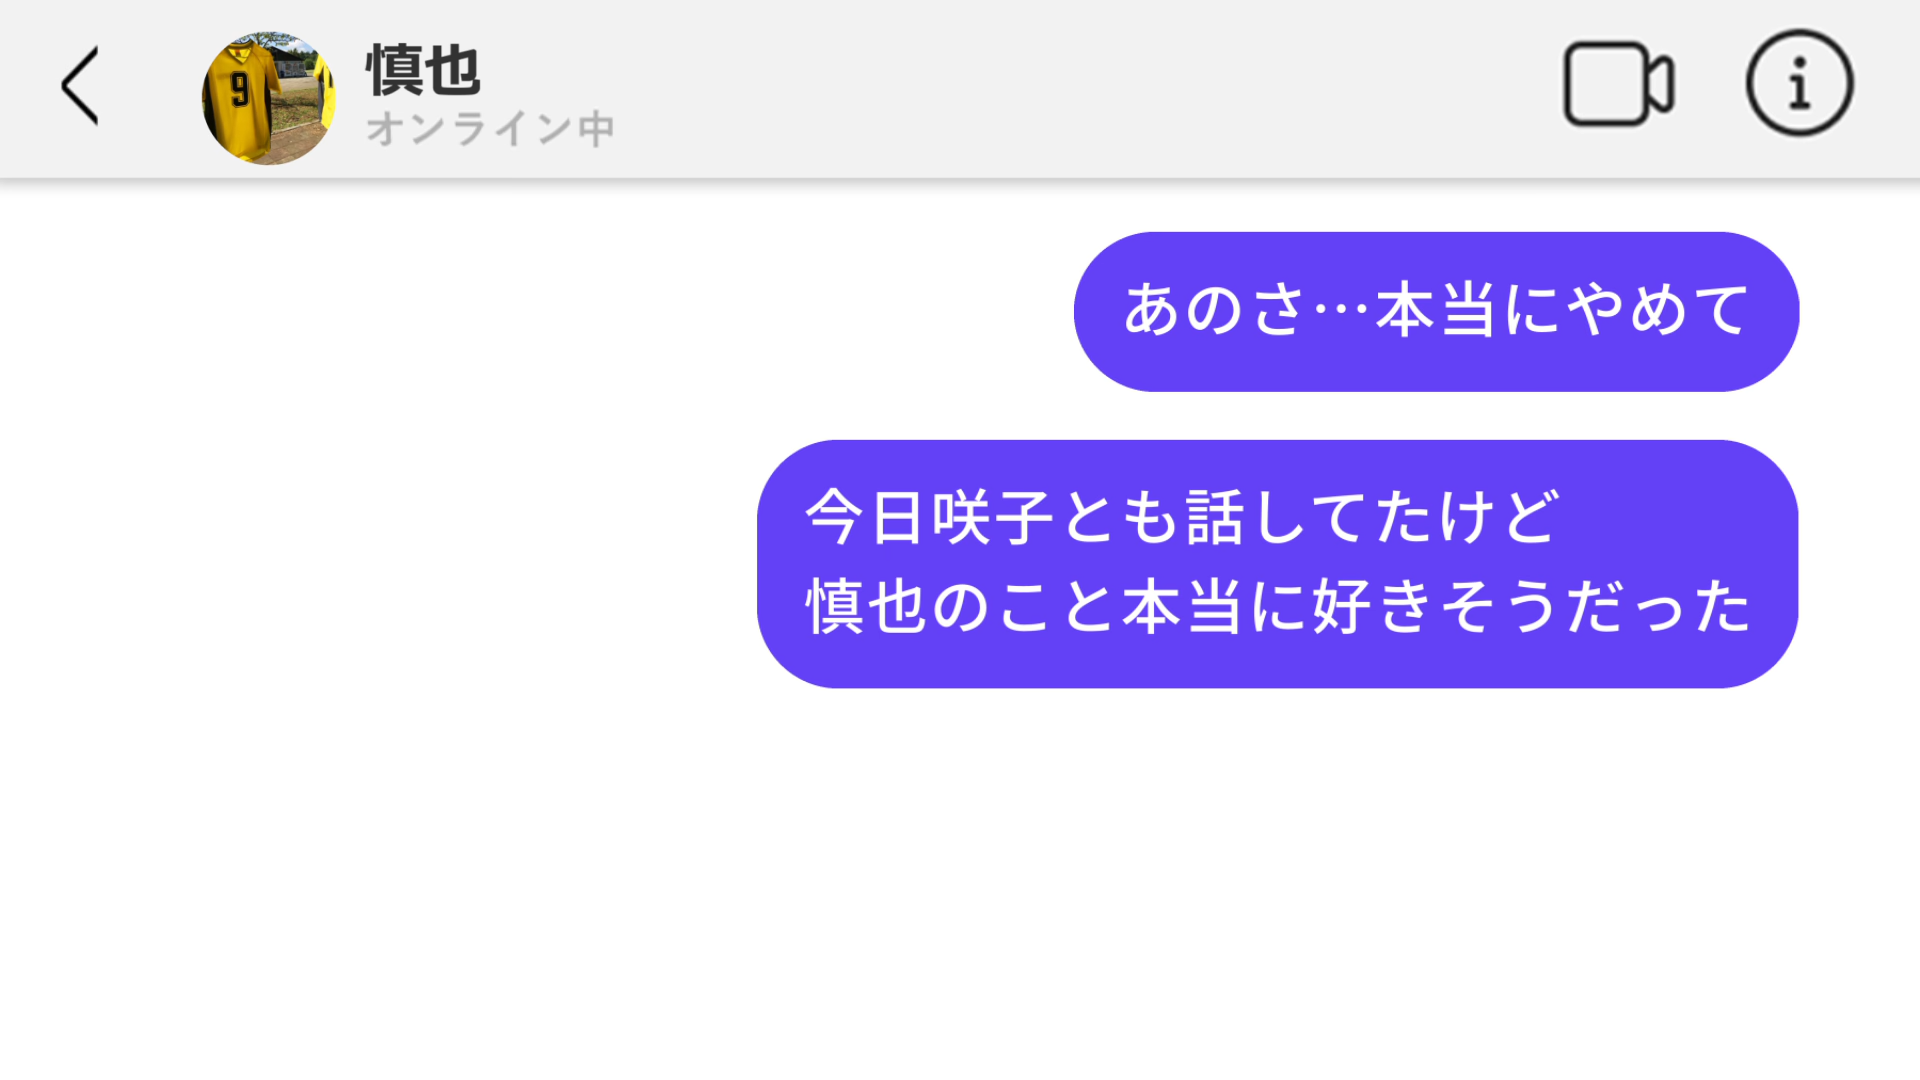 慎也
オンライン中
9
あのさ…本当にやめて
今日咲子とも話してたけど
慎也のこと本当に好きそうだった